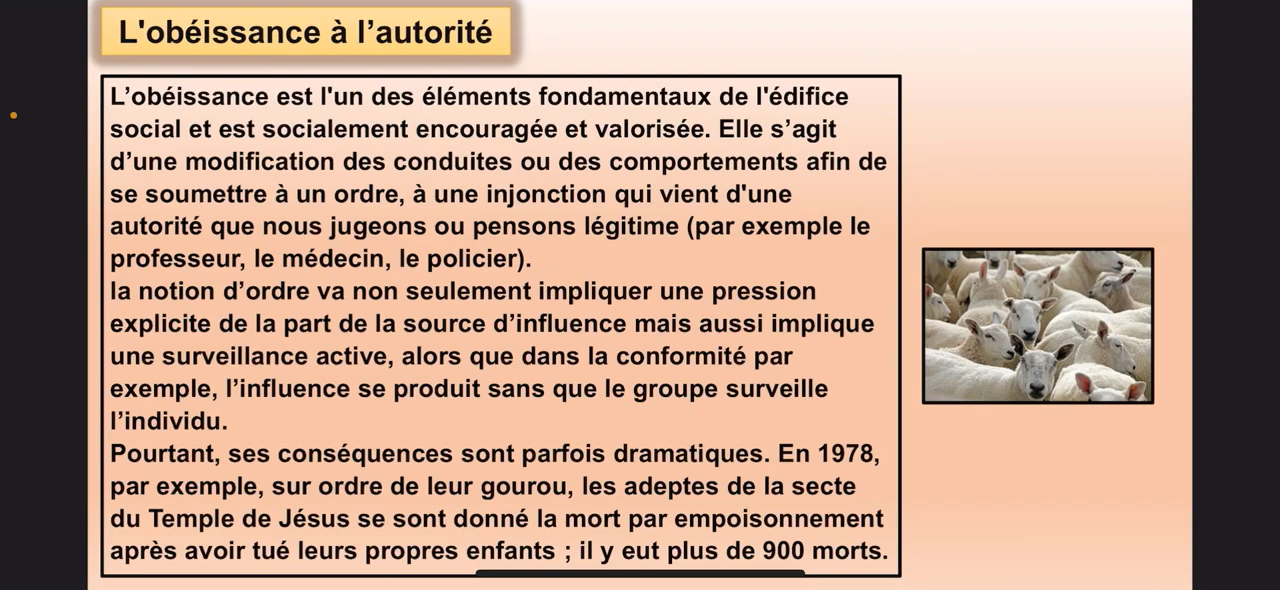 L'obéissance à l’autorité
L’obéissance est l'un des éléments fondamentaux de l'édifice
social et est socialement encouragée et valorisée. Elle s’agit
d’une modification des conduites ou des comportements afin de
se soumettre à un ordre, à une injonction qui vient d'une
autorité que nous jugeons ou pensons légitime (par exemple le
professeur, le médecin, le policier).
la notion d’ordre va non seulement impliquer une pression
explicite de la part de la source d’influence mais aussi implique
une surveillance active, alors que dans la conformité par
exemple, l’influence se produit sans que le groupe surveille
l’individu.
Pourtant, ses conséquences sont parfois dramatiques. En 1978,
par exemple, sur ordre de leur gourou, les adeptes de la secte
du Temple de Jésus se sont donné la mort par empoisonnement
après avoir tué leurs propres enfants ; il y eut plus de 900 morts.